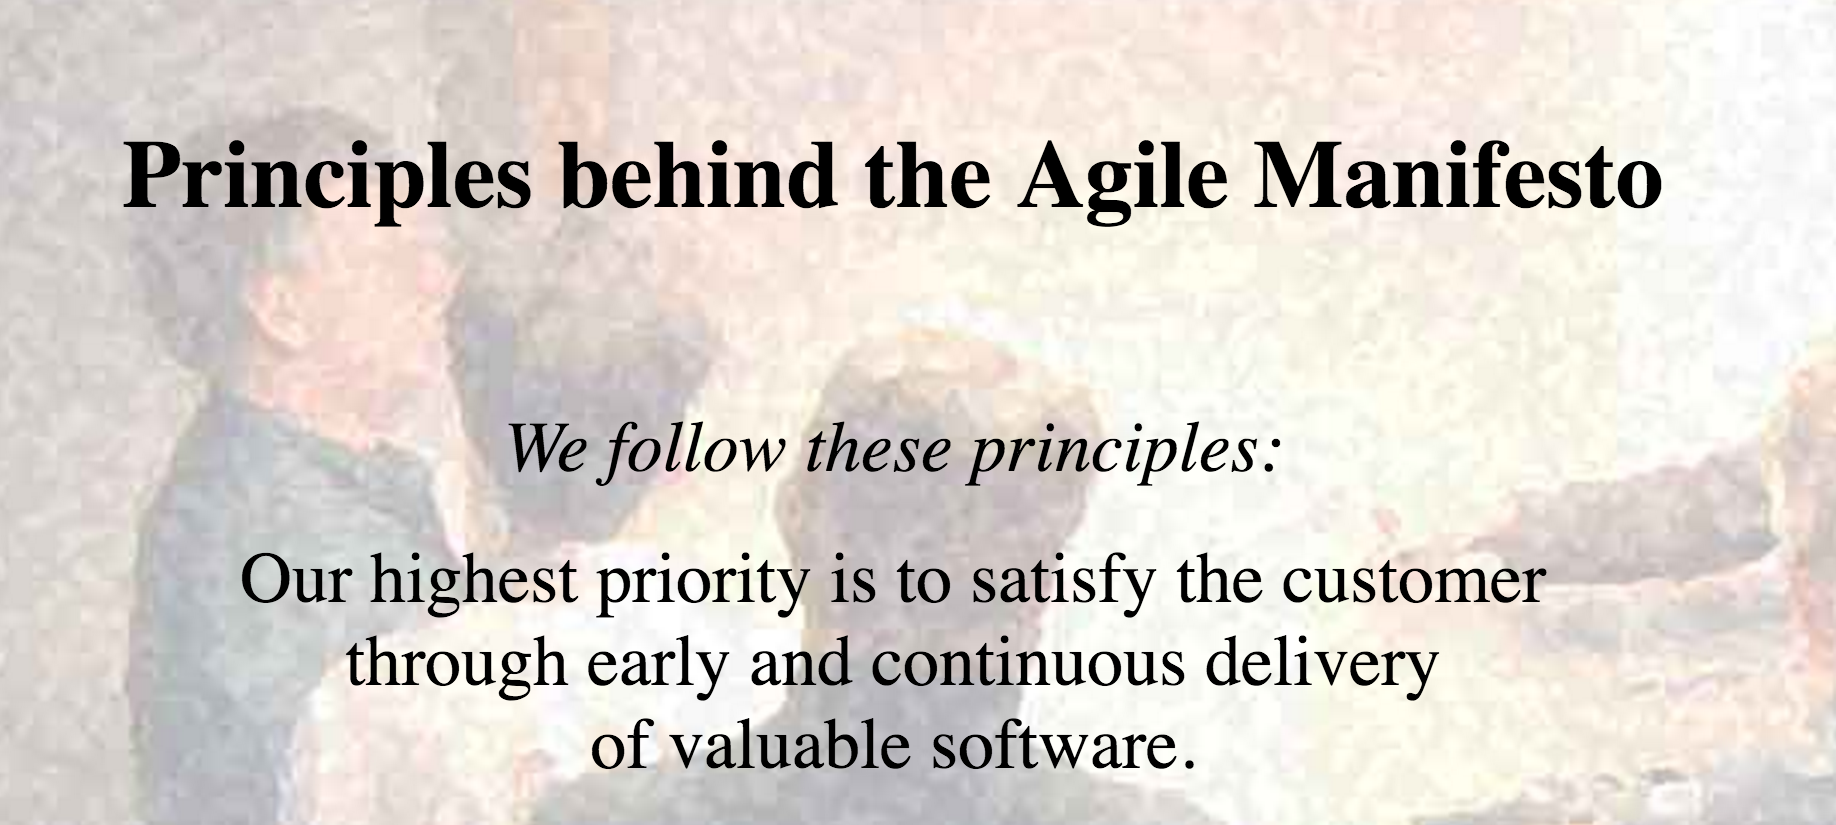 Principles behind the Agile Manifesto
We follow these principles:
Our highest priority is to satisfy the customer
through early and continuous delivery
of valuable software.